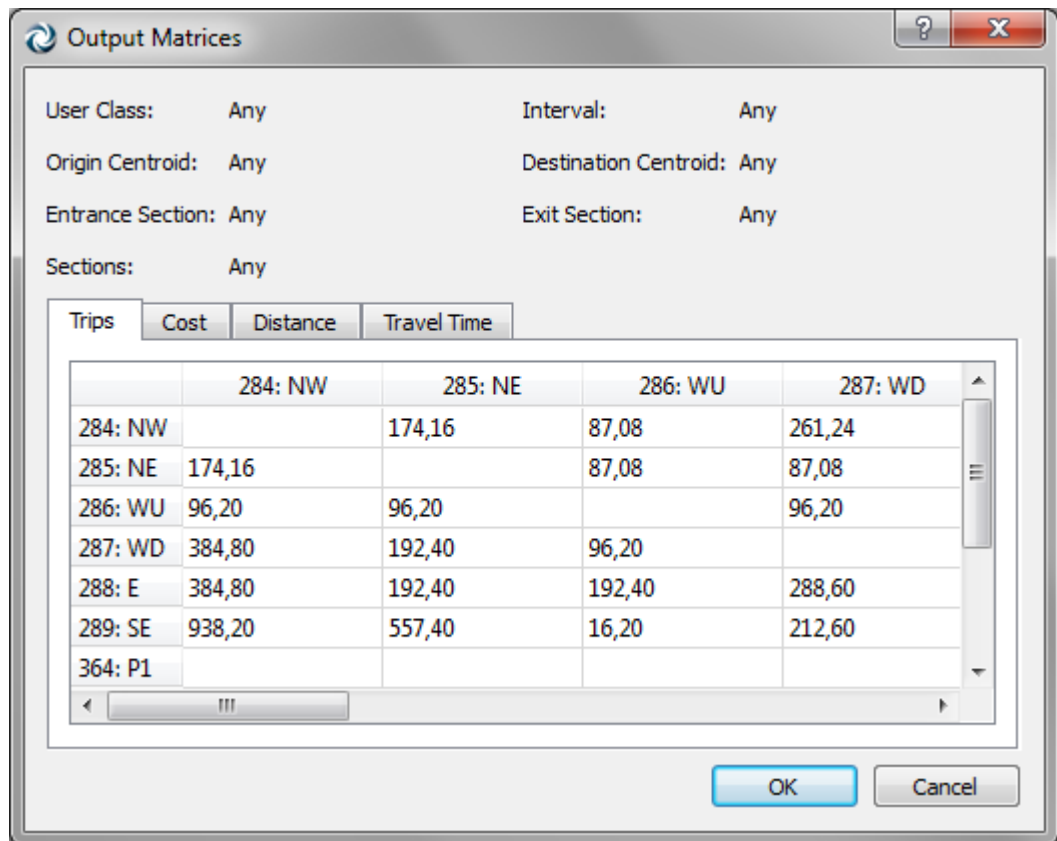 Output Matrices
User Class: Any Interval: Any
Origin Centroid: Any Destination Centroid: Any
Entrance Section: Any Exit Section: Any
Sections: Any
Trips Cost Distance Travel Time
284: NW 285: NE 286: WU 287: WD
284: NW 174,16 87,08 261,24
285: NE 174,16 87,08 87,08
286: WU 96,20 96,20 96,20
287: WD 384,80 192,40 96,20
288: E 384,80 192,40 192,40 288,60
289: SE 938,20 557,40 16,20 212,60
364: P1
OK Cancel